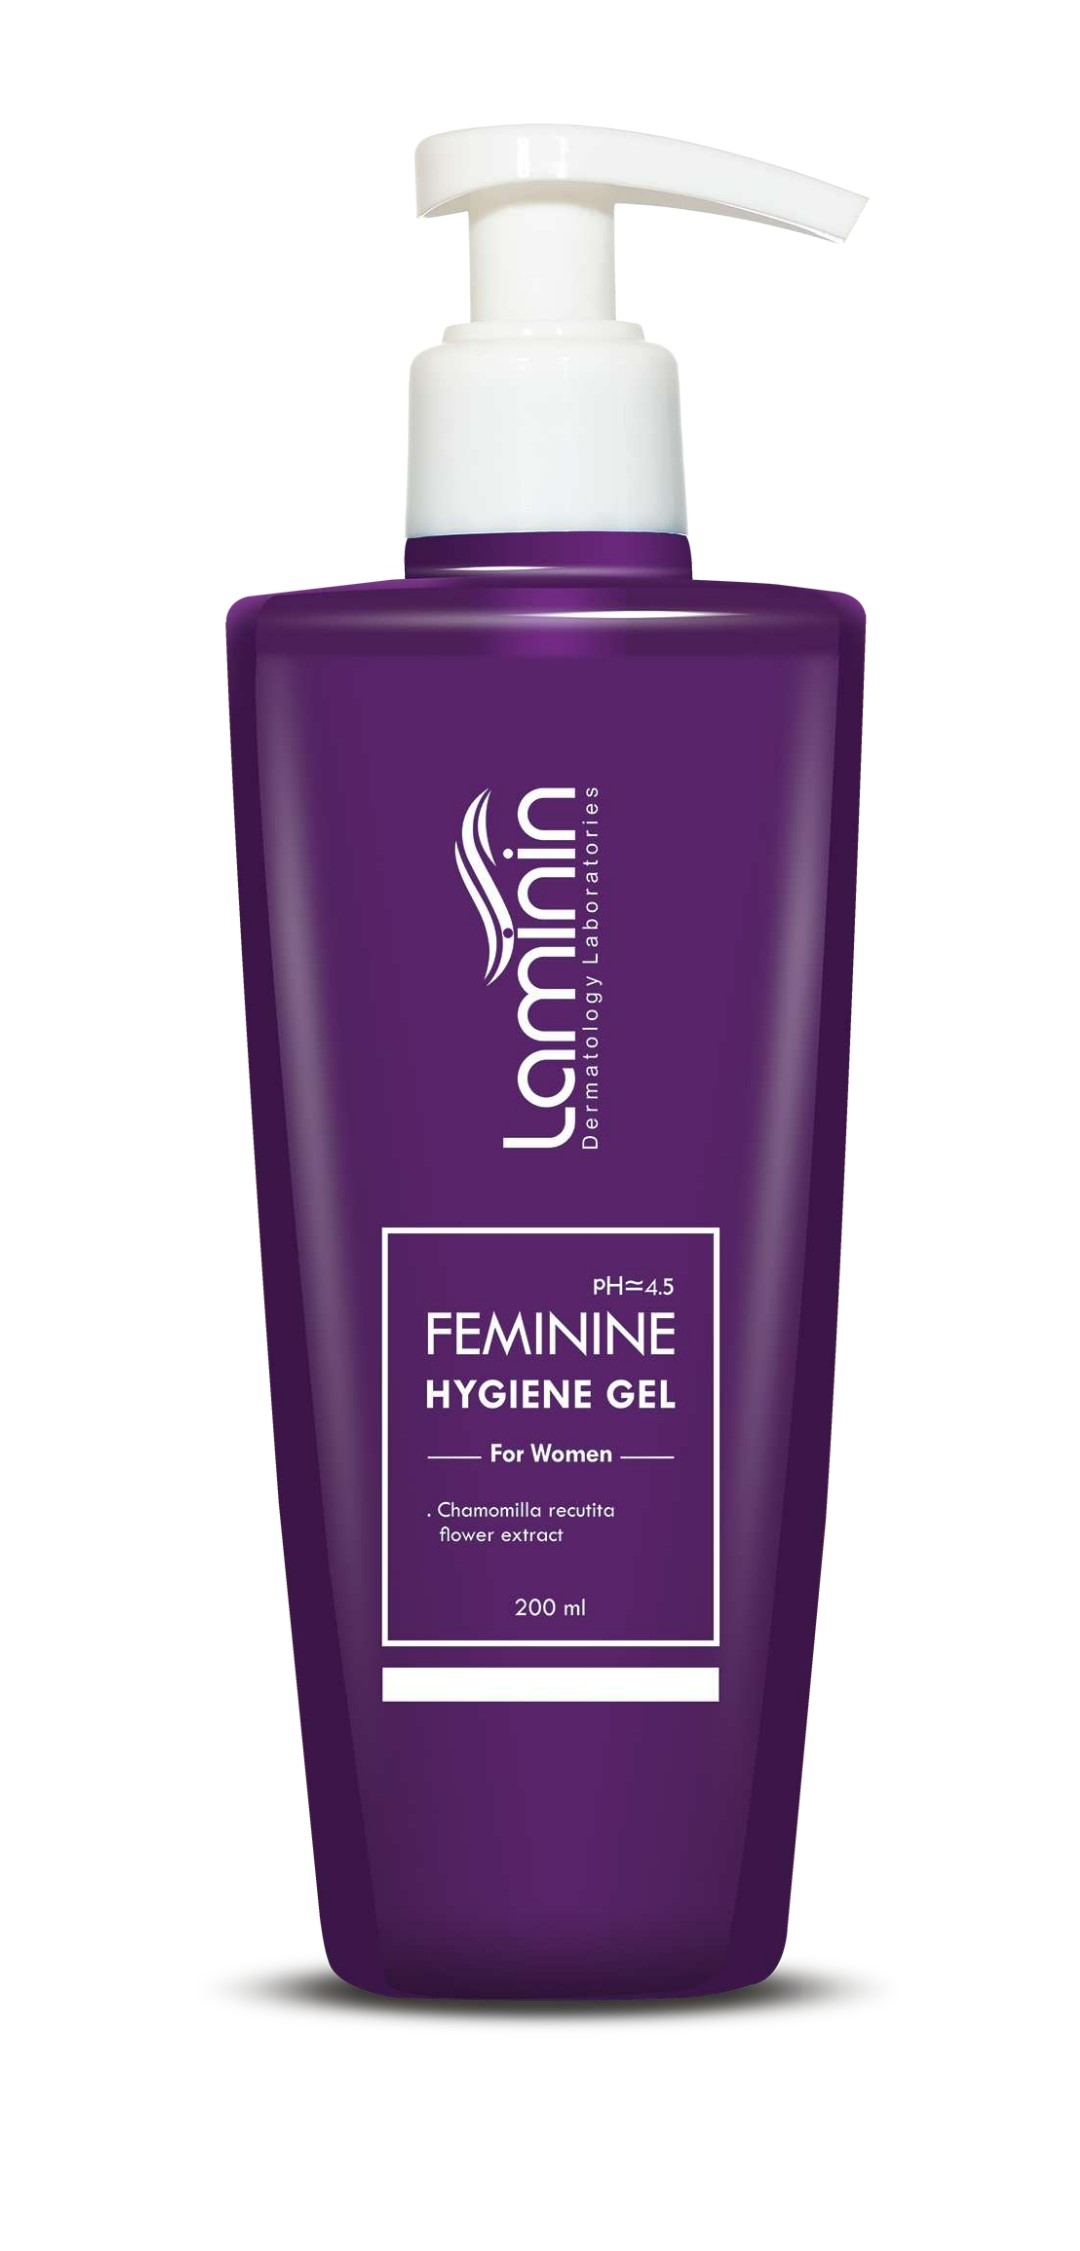 Laminin
Dermatology Laboratories
pH≃4.5
FEMININE
HYGIENE GEL
For Women
. Chamomilla recutita
flower extract
200 ml